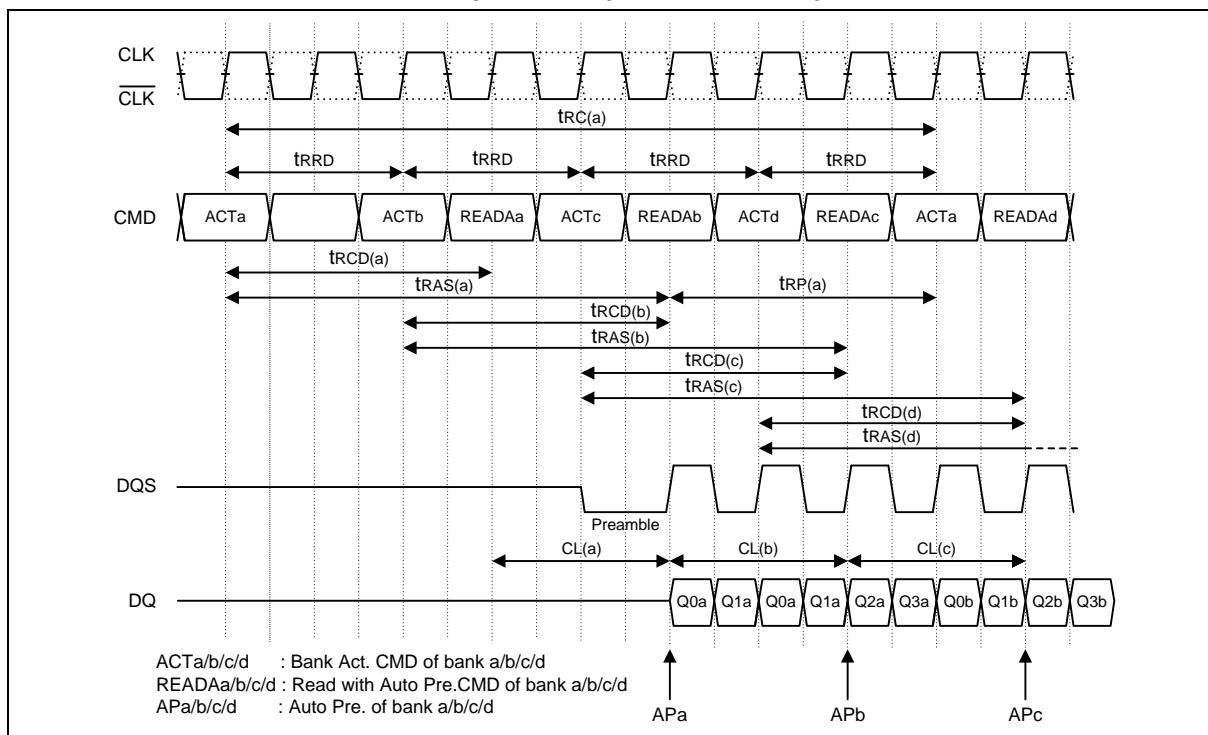 CLK
CLK
tRC(a)
tRRD tRRD tRRD tRRD
CMD ACTa ACTb READAa ACTc READAb ACTd READAc ACTa READAd
tRCD(a)
tRAS(a) tRP(a)
tRCD(b)
tRAS(b)
tRCD(c)
tRAS(c)
tRCD(d)
tRAS(d)
DQS
Preamble
CL(a) CL(b) CL(c)
DQ Q0a Q1a Q0a Q1a Q2a Q3a Q0b Q1b Q2b Q3b
ACTa/b/c/d : Bank Act. CMD of bank a/b/c/d
READAa/b/c/d : Read with Auto Pre.CMD of bank a/b/c/d
APa/b/c/d : Auto Pre. of bank a/b/c/d
APa APb APc